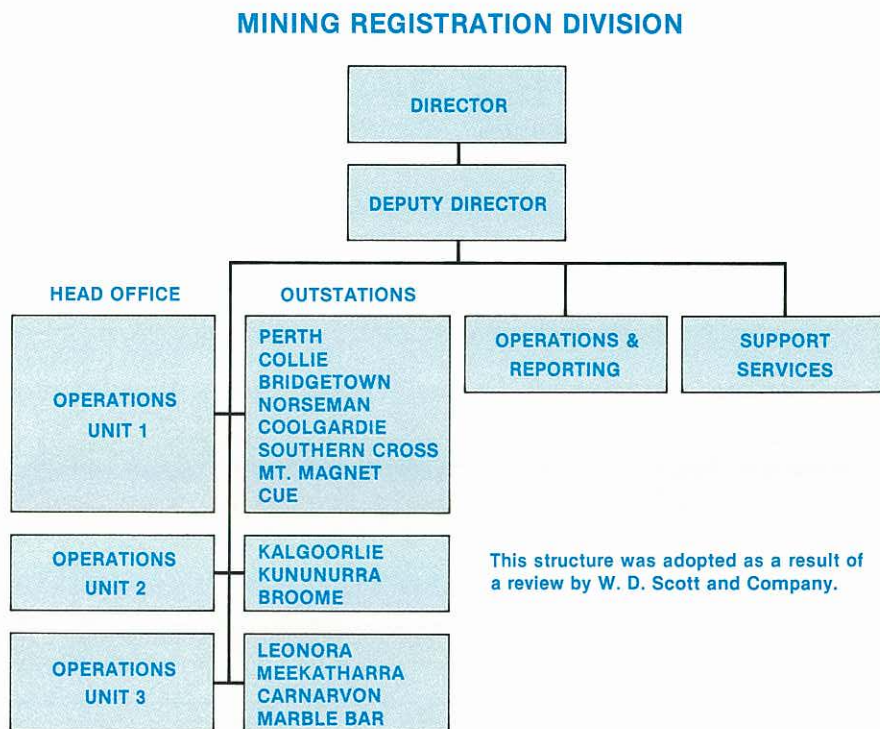 MINING REGISTRATION DIVISION
DIRECTOR
DEPUTY DIRECTOR
HEAD OFFICE
OUTSTATIONS
OPERATIONS
UNIT 1
PERTH
COLLIE
BRIDGETOWN
NORSEMAN
COOLGARDIE
SOUTHERN CROSS
MT. MAGNET
CUE
OPERATIONS &
REPORTING
SUPPORT
SERVICES
OPERATIONS
UNIT 2
KALGOORLIE
KUNUNURRA
BROOME
This structure was adopted as a result of
a review by W. D. Scott and Company.
OPERATIONS
UNIT 3
LEONORA
MEEKATHARRA
CARNARVON
MARBLE BAR